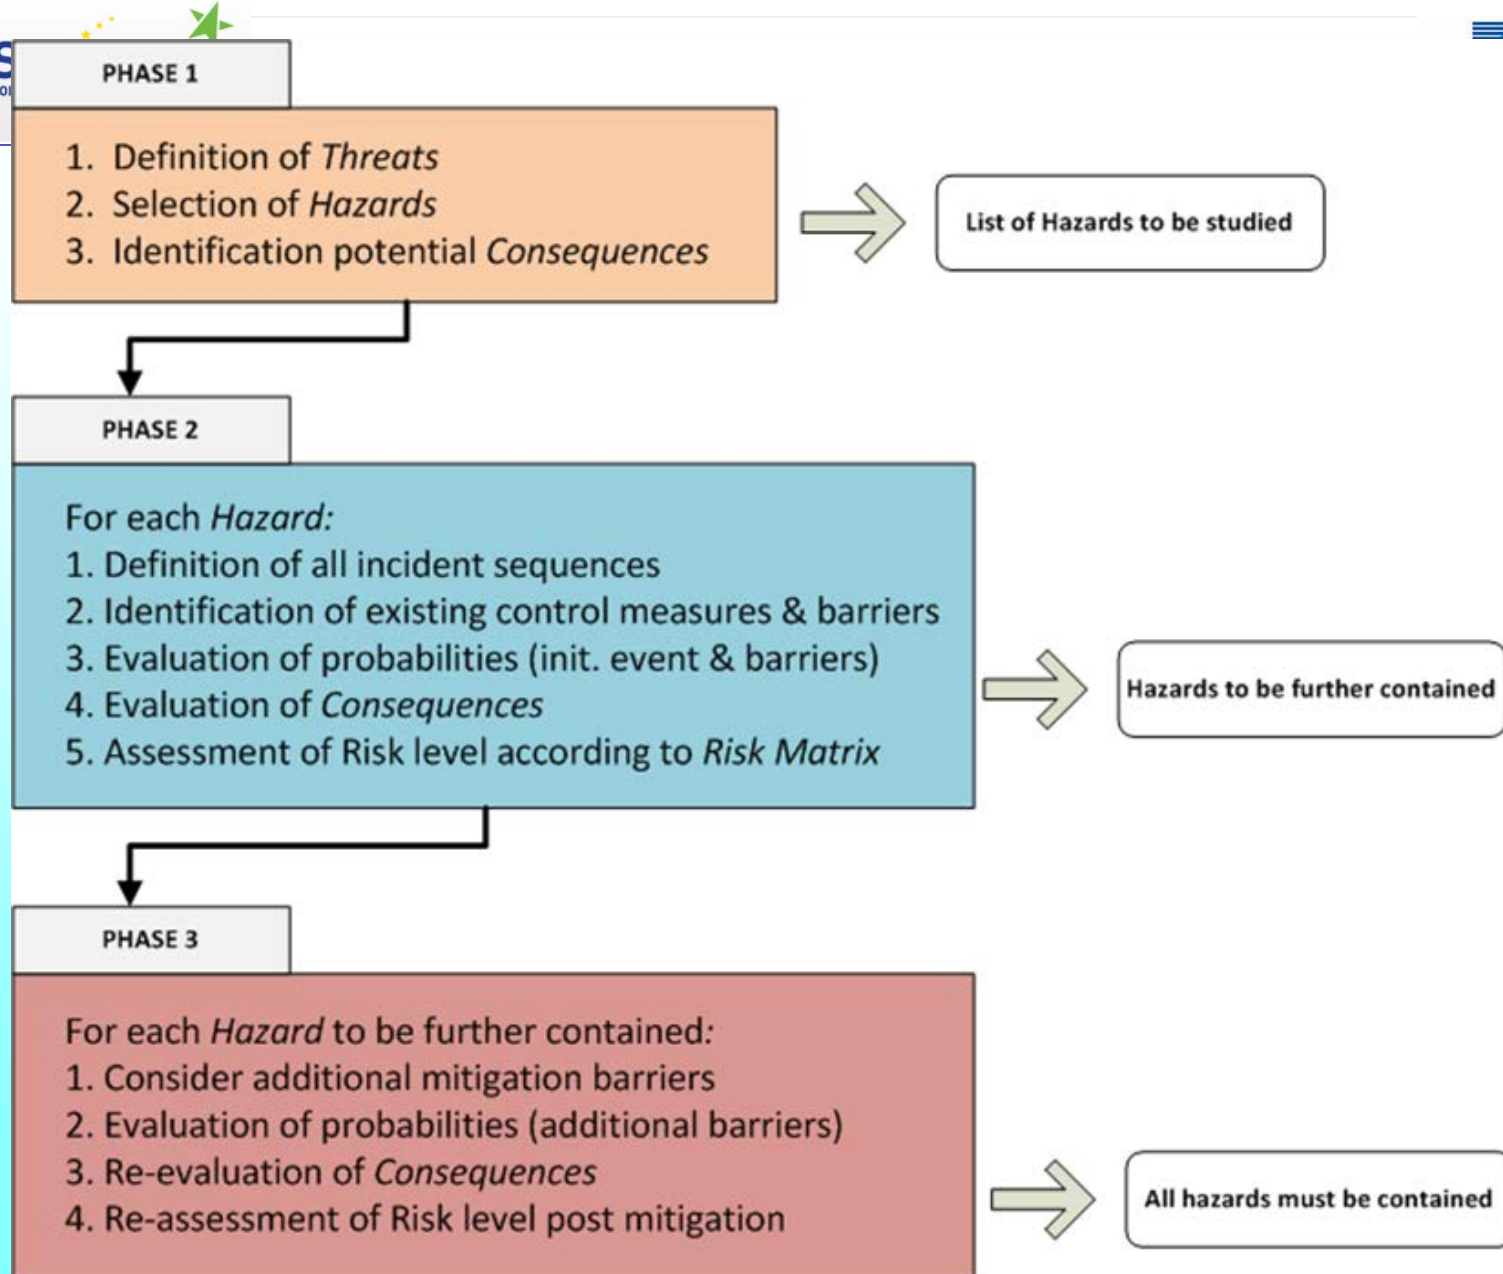 PHASE 1
1. Definition of Threats
2. Selection of Hazards
3. Identification potential Consequences
List of Hazards to be studied
PHASE 2
For each Hazard:
1. Definition of all incident sequences
2. Identification of existing control measures & barriers
3. Evaluation of probabilities (init. event & barriers)
4. Evaluation of Consequences
5. Assessment of Risk level according to Risk Matrix
Hazards to be further contained
PHASE 3
For each Hazard to be further contained:
1. Consider additional mitigation barriers
2. Evaluation of probabilities (additional barriers)
3. Re-evaluation of Consequences
4. Re-assessment of Risk level post mitigation
All hazards must be contained